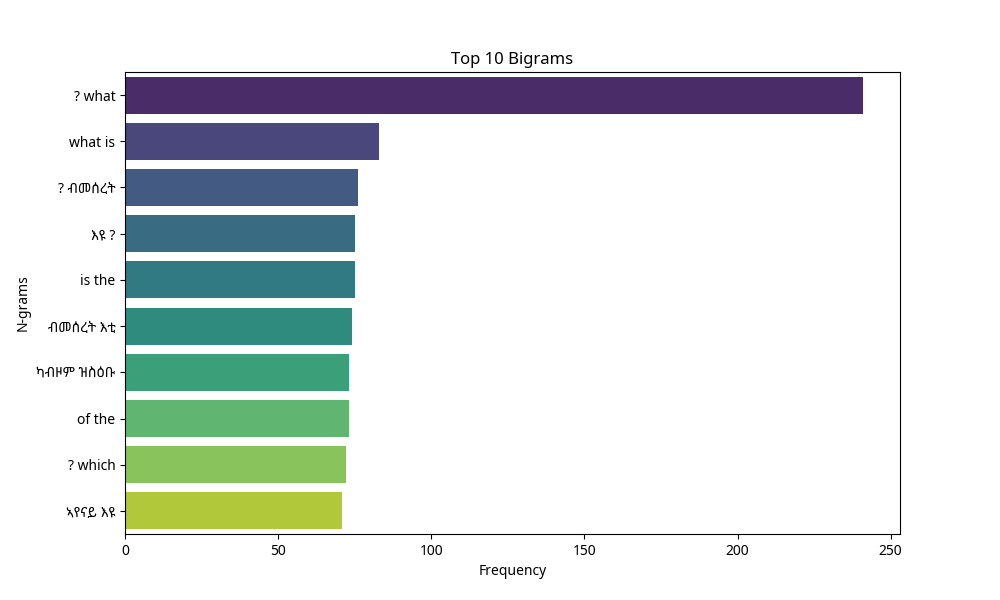 Top 10 Bigrams
? what
what is
? ብመሰረት
እዩ ?
is the
ብመሰረት እቲ
ካብዞም ዝስዕቡ
of the
? which
ኣየናይ እዩ
N-grams
0 50 100 150 200 250
Frequency